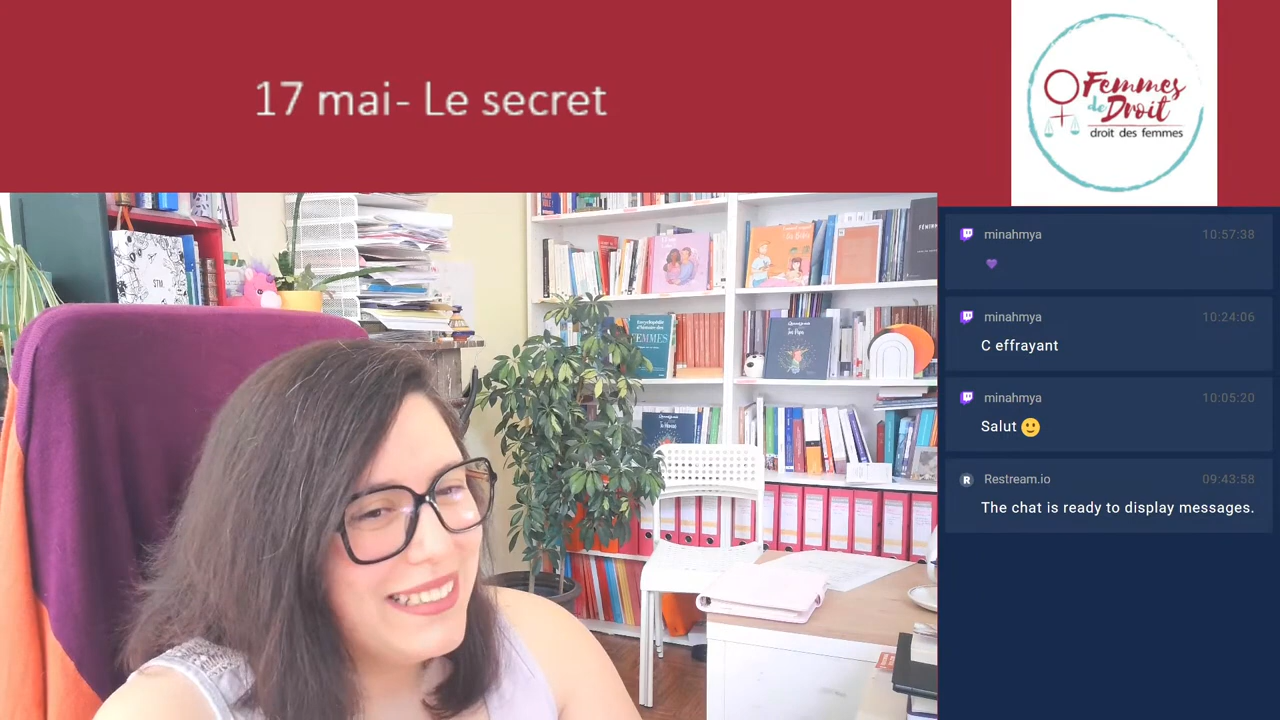 17 mai- Le secret
Femmes
de Droit
droit des femmes
minahmya 10:57:38
minahmya 10:24:06
C effrayant
minahmya 10:05:20
Salut 🙂
R Restream.io 09:43:58
The chat is ready to display messages.
FEMMES